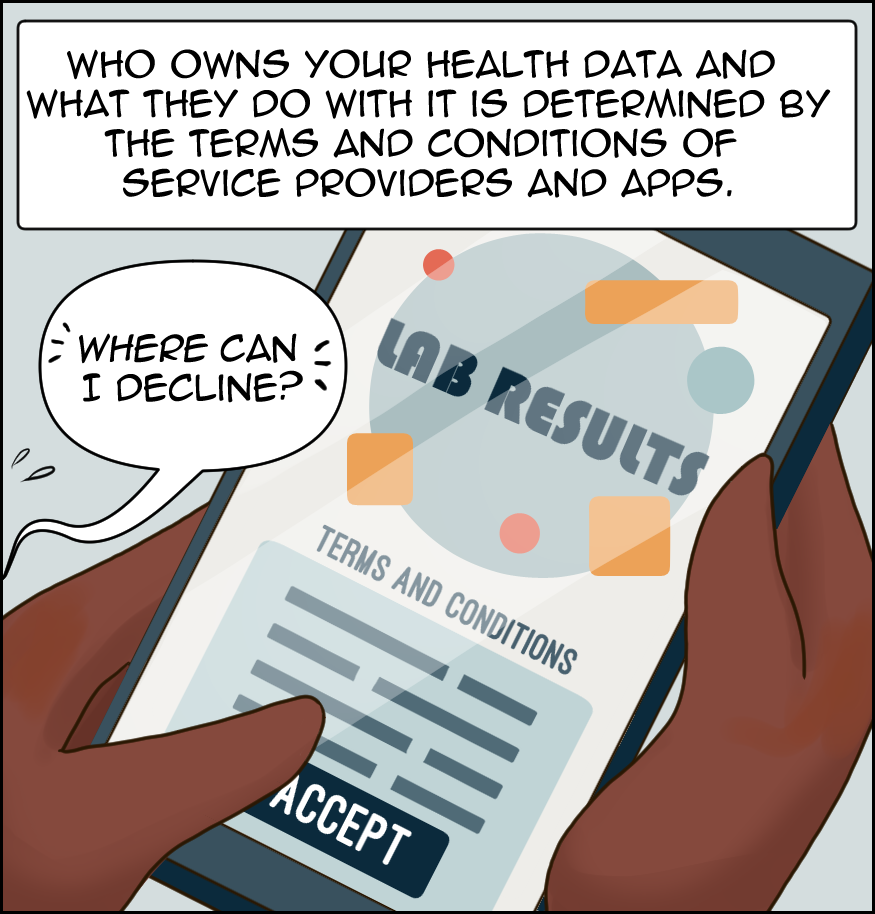 WHO OWNS YOUR HEALTH DATA AND
WHAT THEY DO WITH IT IS DETERMINED BY
THE TERMS AND CONDITIONS OF
SERVICE PROVIDERS AND APPS.
WHERE CAN
I DECLINE?
LAB RESULTS
TERMS AND CONDITIONS
ACCEPT